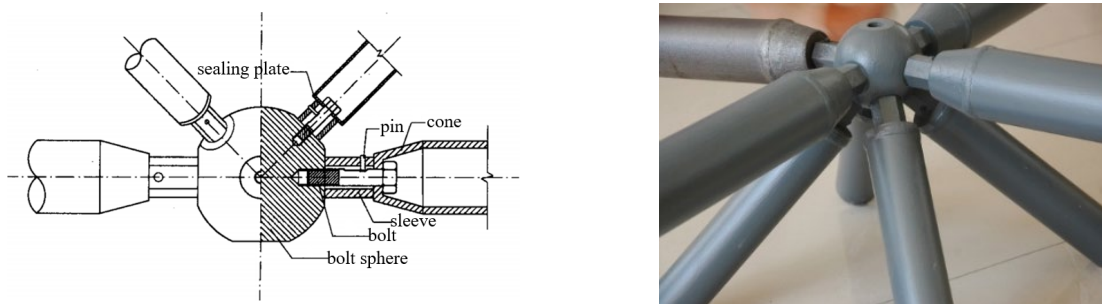 sealing plate
pin
cone
sleeve
bolt
bolt sphere